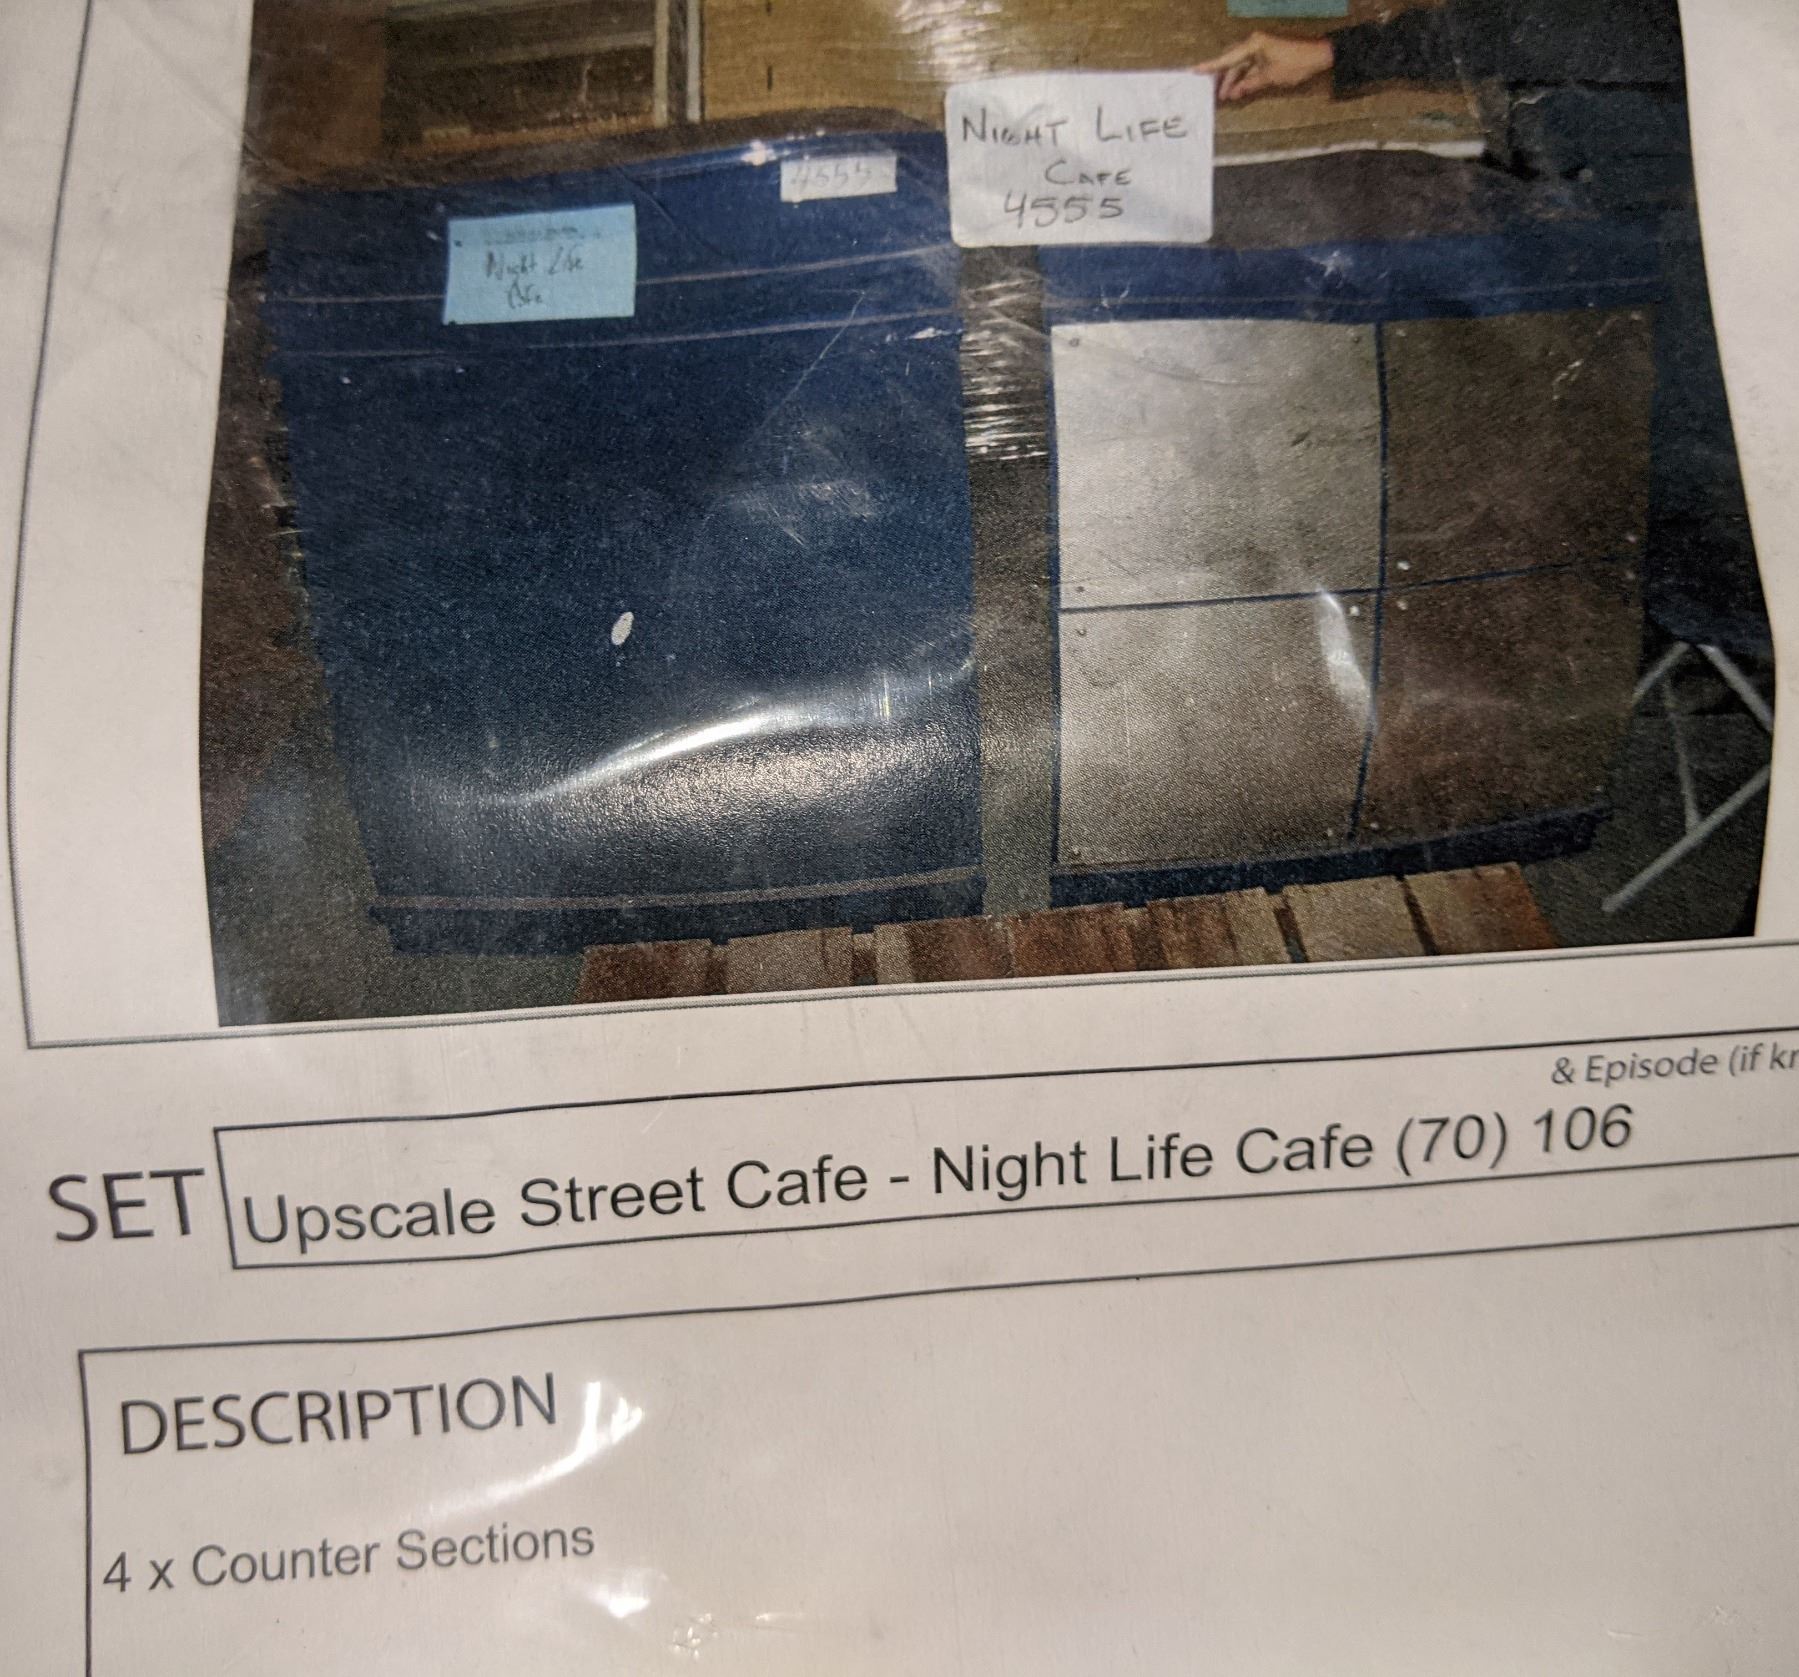 NIGHT LIFE
CAFE
4555
4555
Night Life
Cafe
& Episode (if kr
SET
Upscale Street Cafe - Night Life Cafe (70) 106
DESCRIPTION
4 x Counter Sections